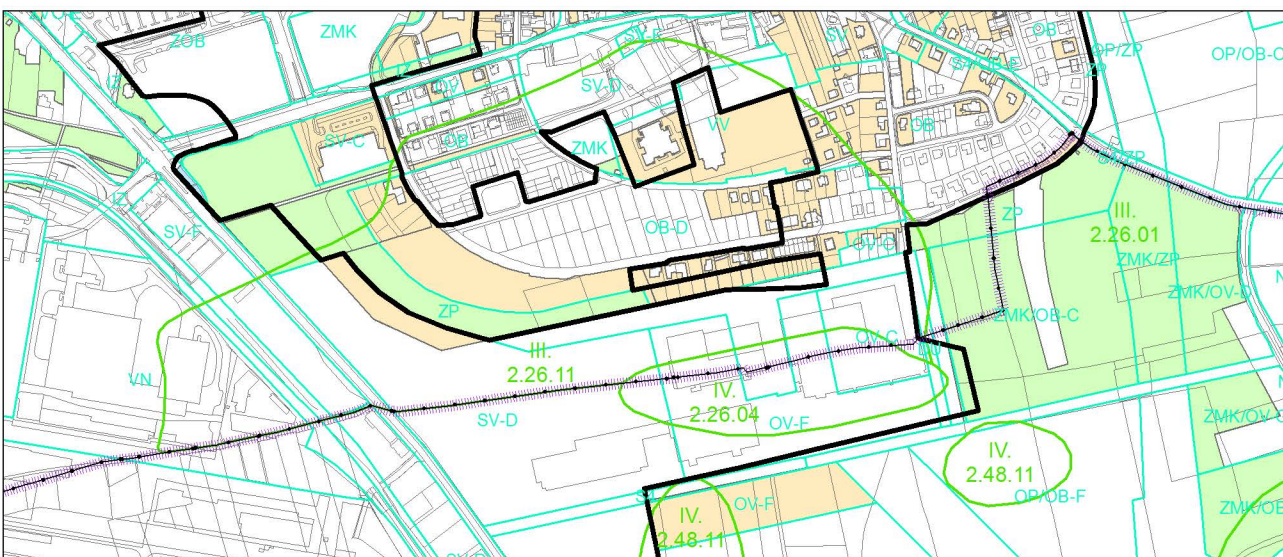 ZOB
ZMK
SV-E
SV
OB
OP/ZP
OP/OB-C
IZ
IZ
OV
SV-D
SV-C
OB
ZMK
VV
OB
OP/ZP
IZ
SV-F
OB-D
OV-C
ZP
III.
2.26.01
ZMK/ZP
ZMK/OV-D
ZP
ZMK/OB-C
III.
2.26.11
OV-C
VN
IV.
2.26.04
SV-D
OV-F
ZMK/OV-C
IV.
2.48.11
OP/OB-F
OV-F
IV.
2.48.11
ZMK/OB